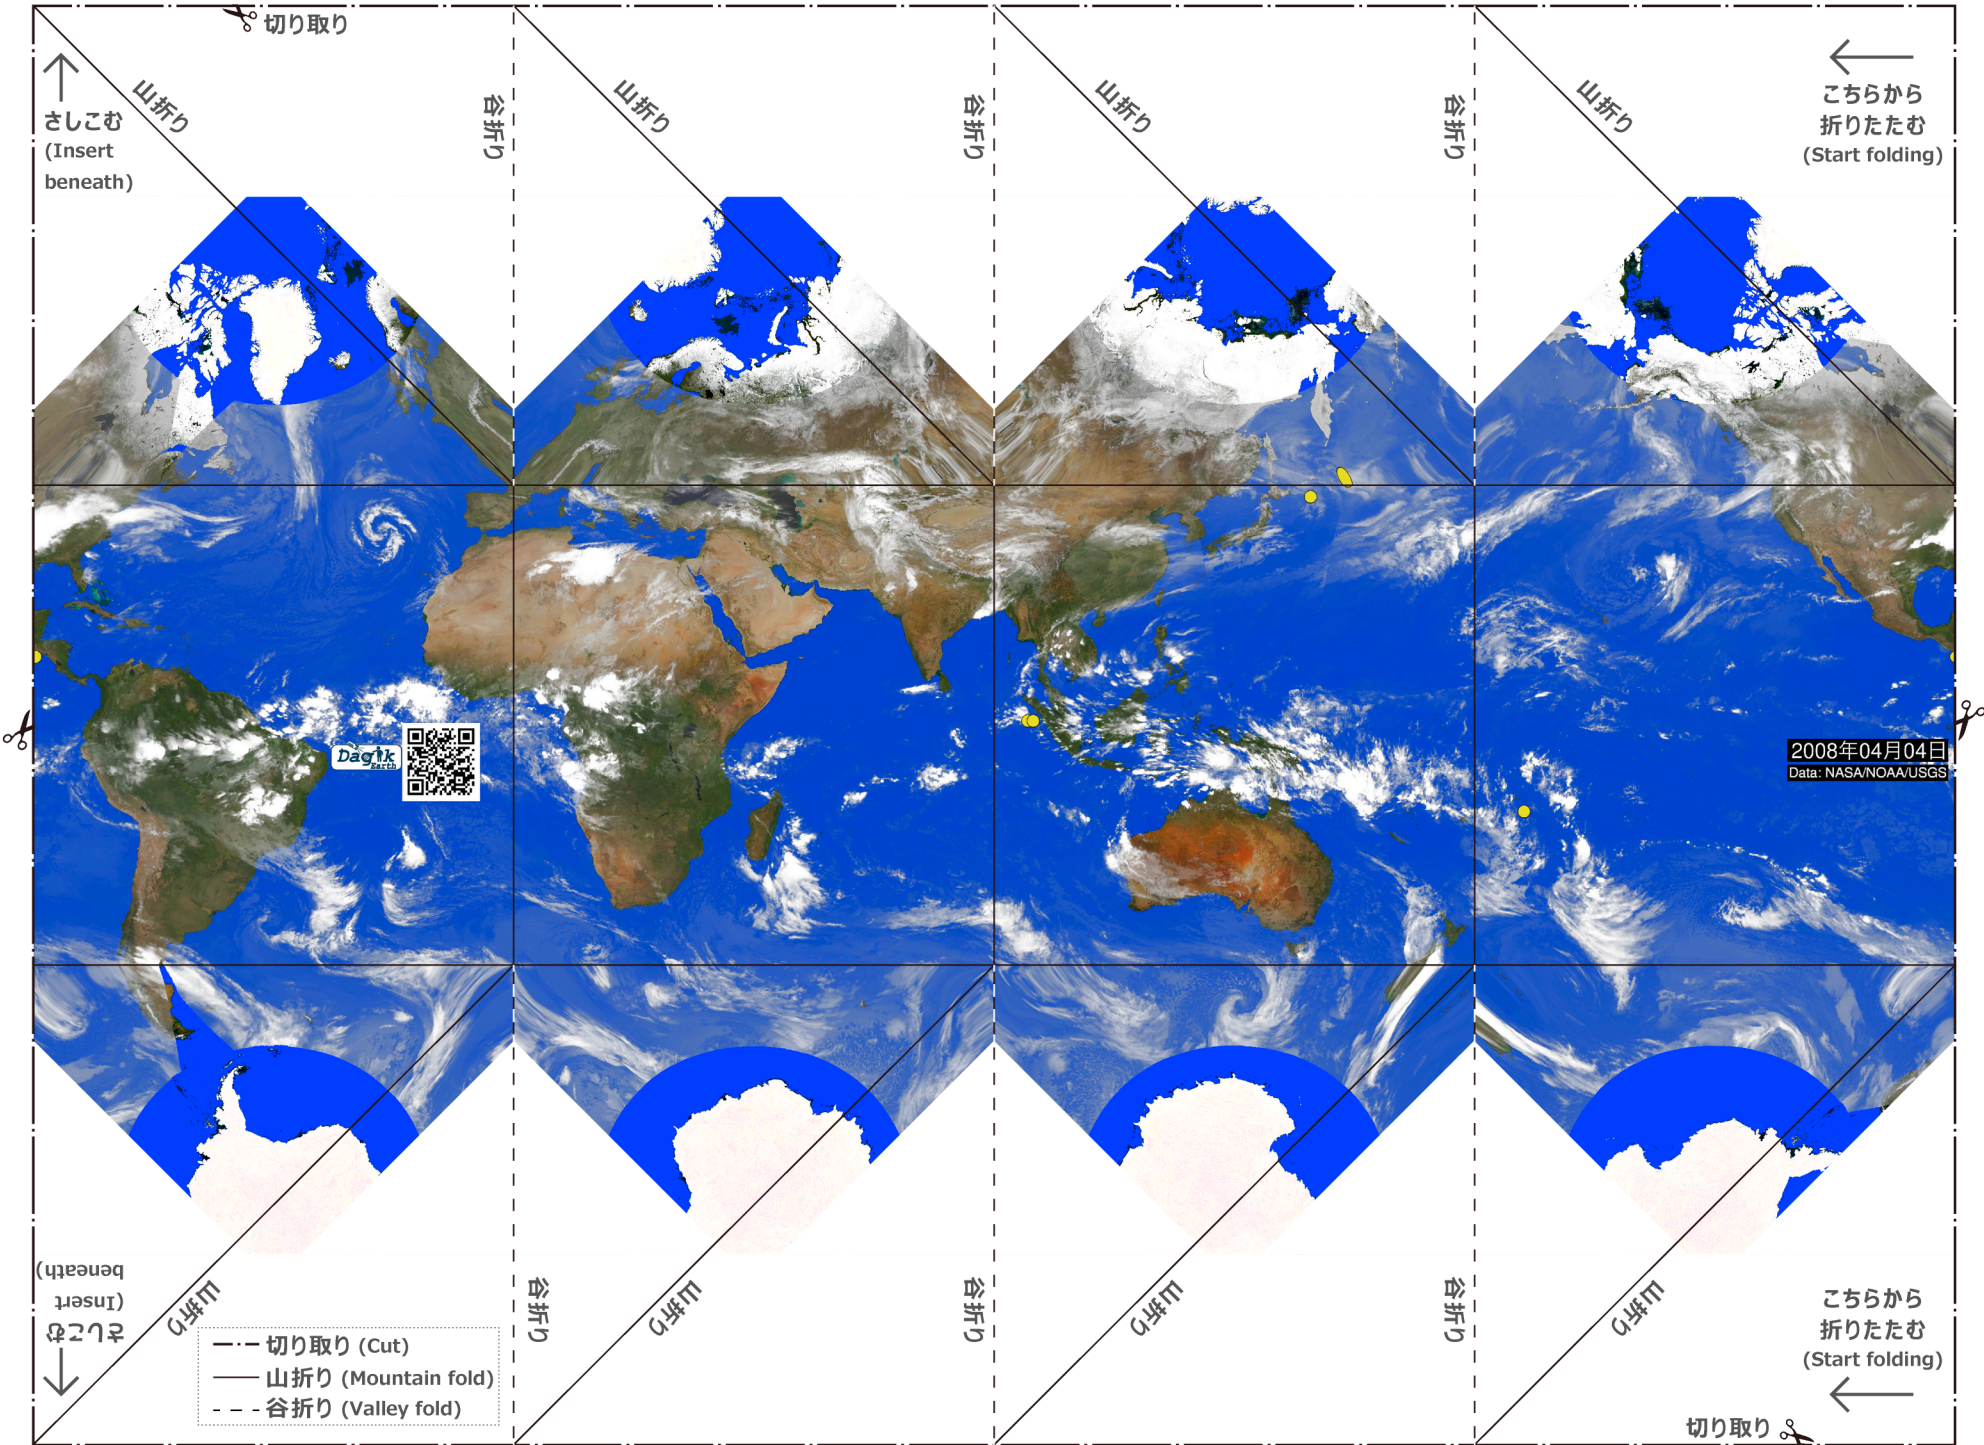 切り取り
山折り
谷折り
山折り
谷折り
山折り
谷折り
山折り
さしこむ
(Insert
beneath)
こちらから
折りたたむ
(Start folding)
Dagik
Earth
2008年04月04日
Data: NASA/NOAA/USGS
さしこむ
(Insert
beneath)
山折り
谷折り
山折り
谷折り
山折り
谷折り
山折り
こちらから
折りたたむ
(Start folding)
切り取り (Cut)
山折り (Mountain fold)
谷折り (Valley fold)
切り取り